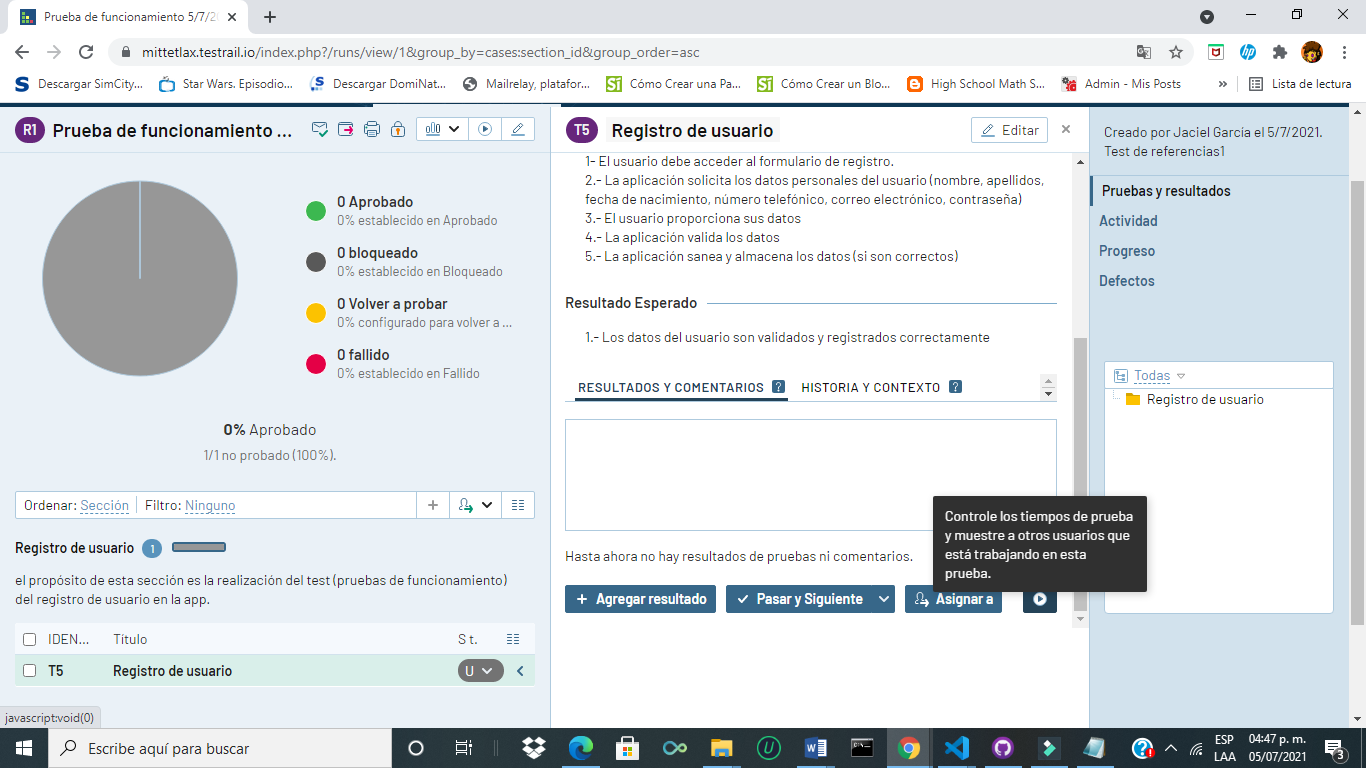 Prueba de funcionamiento 5/7/2
mittetlax.testrail.io/index.php?/runs/view/1&group_by=cases:section_id&group_order=asc
Descargar SimCity...
Star Wars. Episodio...
Descargar DomiNat...
Mailrelay, platafor...
Cómo Crear una Pa...
Cómo Crear un Blo...
High School Math S...
Admin - Mis Posts
»
Lista de lectura
R1 Prueba de funcionamiento ...
0 Aprobado
0% establecido en Aprobado
0 bloqueado
0% establecido en Bloqueado
0 Volver a probar
0% configurado para volver a ...
0 fallido
0% establecido en Fallido
0% Aprobado
1/1 no probado (100%).
Ordenar: Sección Filtro: Ninguno
Registro de usuario 1
el propósito de esta sección es la realización del test (pruebas de funcionamiento)
del registro de usuario en la app.
IDEN... Título S t.
T5 Registro de usuario U
javascript:void(0)
T5 Registro de usuario Editar
1- El usuario debe acceder al formulario de registro.
2.- La aplicación solicita los datos personales del usuario (nombre, apellidos,
fecha de nacimiento, número telefónico, correo electrónico, contraseña)
3.- El usuario proporciona sus datos
4.- La aplicación valida los datos
5.- La aplicación sanea y almacena los datos (si son correctos)
Resultado Esperado
1.- Los datos del usuario son validados y registrados correctamente
RESULTADOS Y COMENTARIOS ? HISTORIA Y CONTEXTO ?
Controle los tiempos de prueba
y muestre a otros usuarios que
está trabajando en esta
prueba.
Hasta ahora no hay resultados de pruebas ni comentarios.
+ Agregar resultado Pasar y Siguiente Asignar a
Creado por Jaciel García el 5/7/2021.
Test de referencias1
Pruebas y resultados
Actividad
Progreso
Defectos
Todas
Registro de usuario
Escribe aquí para buscar
ESP
LAA
04:47 p. m.
05/07/2021
3